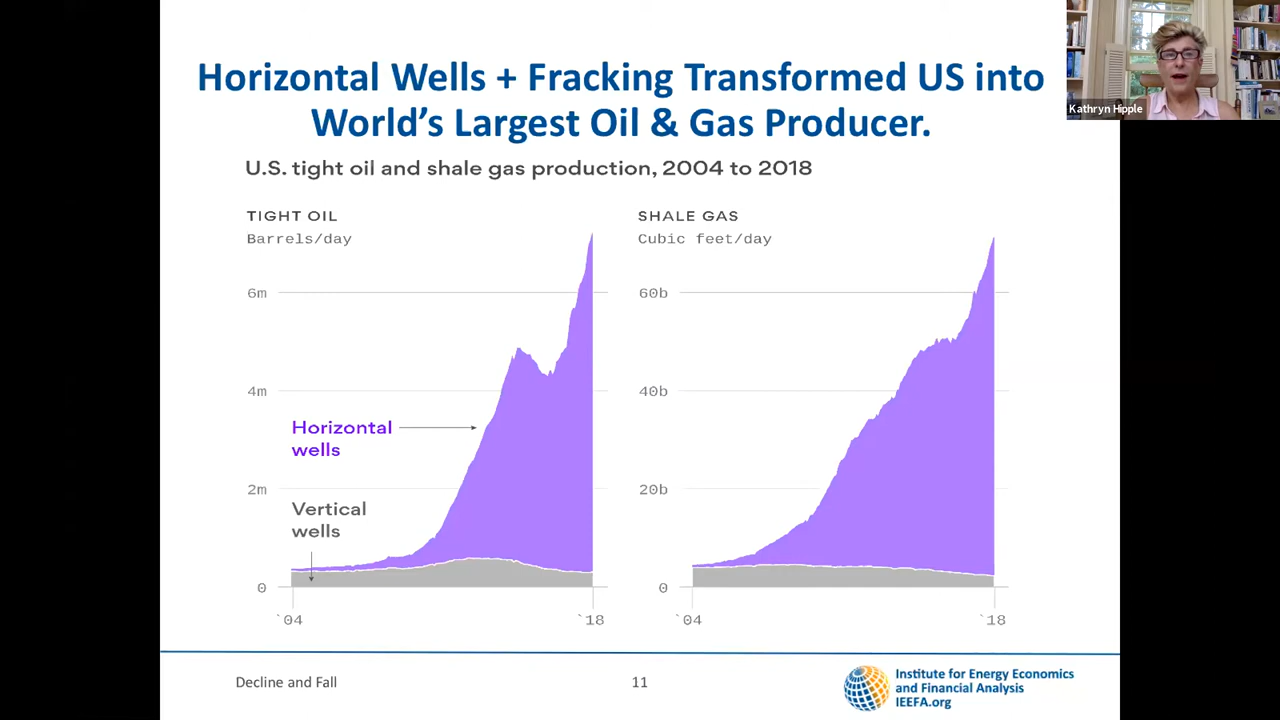 Horizontal Wells + Fracking Transformed US into
World's Largest Oil & Gas Producer.
Kathryn Hipple
U.S. tight oil and shale gas production, 2004 to 2018
TIGHT OIL
Barrels/day
6m
4m
2m
0
Horizontal
wells
Vertical
wells
`04
`18
SHALE GAS
Cubic feet/day
60b
40b
20b
0
`04
`18
Decline and Fall
11
Institute for Energy Economics
and Financial Analysis
IEEFA.org